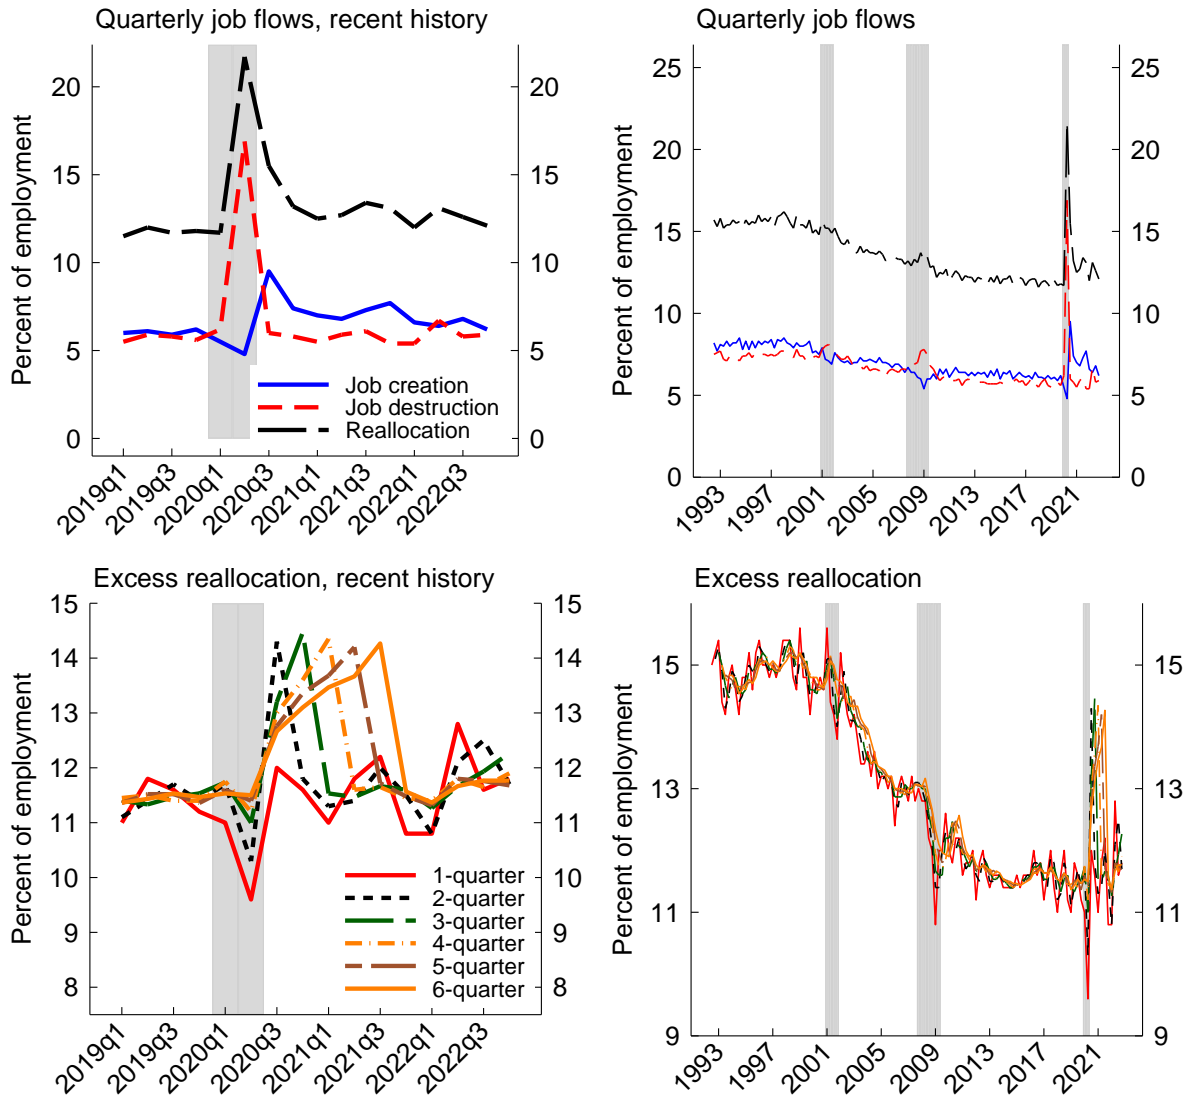 Quarterly job flows, recent history
Percent of employment
20
15
10
5
0
20
15
10
5
0
Job creation
Job destruction
Reallocation
2019q1
2019q3
2020q1
2020q3
2021q1
2021q3
2022q1
2022q3
Quarterly job flows
Percent of employment
25
20
15
10
5
0
25
20
15
10
5
0
1993
1997
2001
2005
2009
2013
2017
2021
Excess reallocation, recent history
Percent of employment
15
14
13
12
11
10
9
8
15
14
13
12
11
10
9
8
1-quarter
2-quarter
3-quarter
4-quarter
5-quarter
6-quarter
2019q1
2019q3
2020q1
2020q3
2021q1
2021q3
2022q1
2022q3
Excess reallocation
Percent of employment
15
13
11
9
15
13
11
9
1993
1997
2001
2005
2009
2013
2017
2021